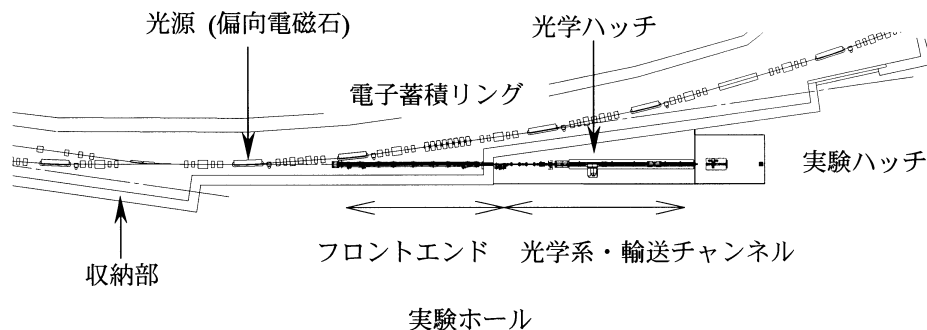 光源 (偏向電磁石)
光学ハッチ
電子蓄積リング
実験ハッチ
フロントエンド
光学系・輸送チャンネル
収納部
実験ホール